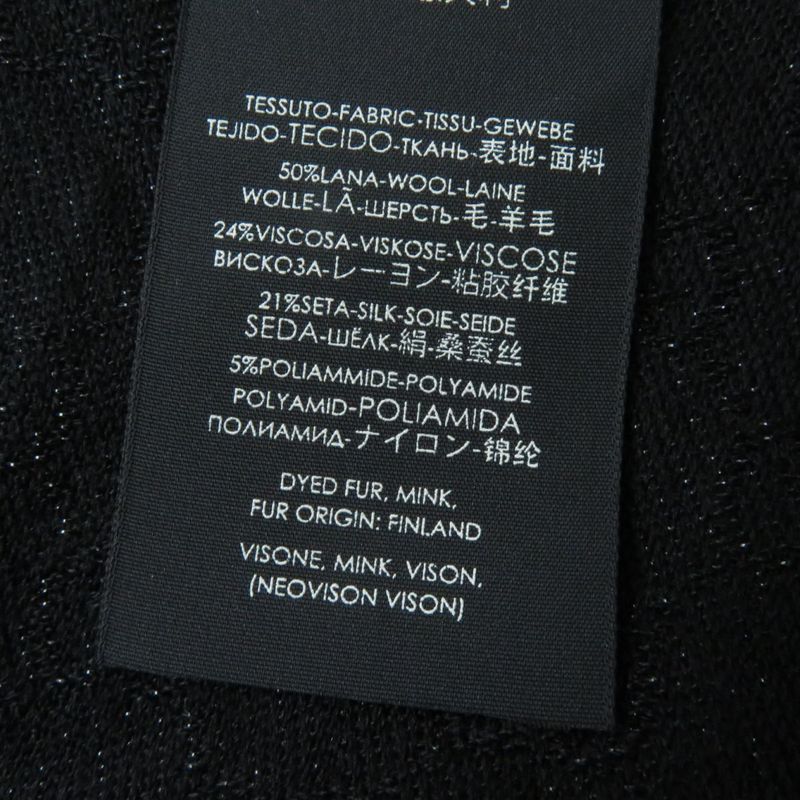 TESSUTO-FABRIC-TISSU-GEWEBE
TEJIDO-TECIDO-ТКАНЬ-表地-面料
50%LANA-WOOL-LAINE
WOLLE-LÃ-ШЕРСТЬ-毛-羊毛
24%VISCOSA-VISKOSE-VISCOSE
ВИСКОЗА-レーヨン-粘胶纤维
21%SETA-SILK-SOIE-SEIDE
SEDA-ШЁЛК-絹-桑蚕丝
5%POLIAMMIDE-POLYAMIDE
POLYAMID-POLIAMIDA
ПОЛИАМИД-ナイロン-锦纶
DYED FUR, MINK,
FUR ORIGIN: FINLAND
VISONE, MINK, VISON,
(NEOVISON VISON)